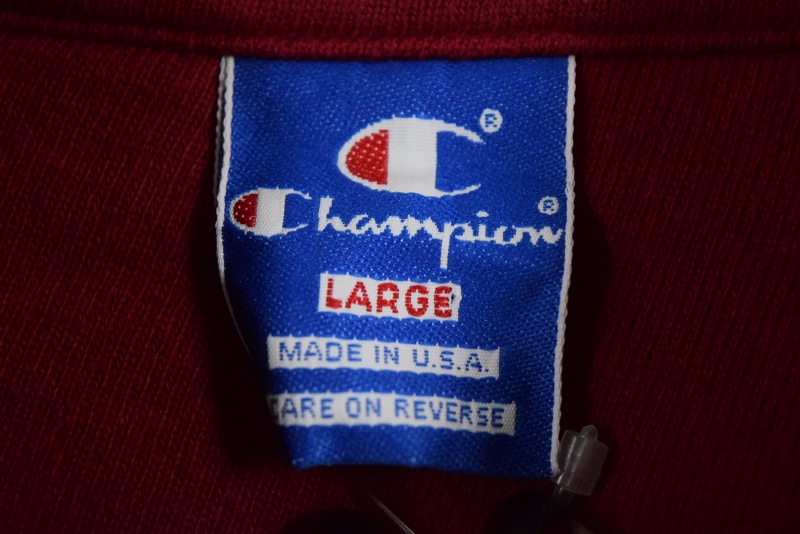 ®
Champion®
LARGE
MADE IN U.S.A.
CARE ON REVERSE